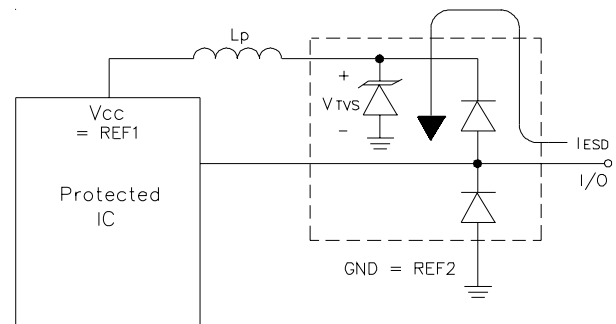 Lp
+
VTVS
-
VCC
= REF1
Protected
IC
IESD
I/O
GND = REF2